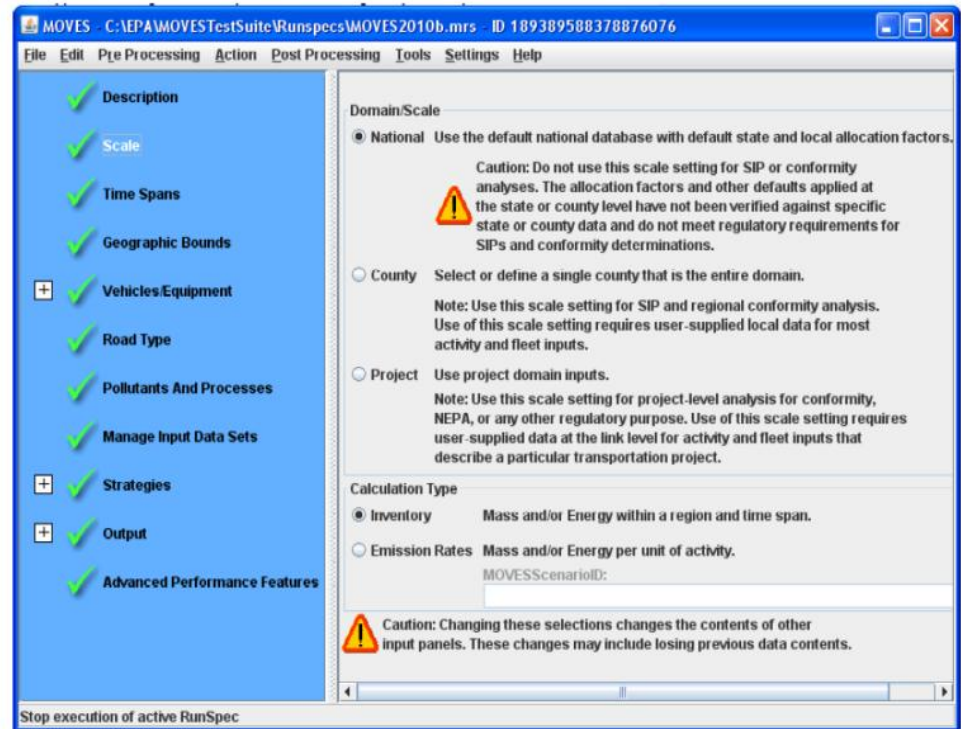 MOVES - C:\EPA\MOVESTestSuite\Runspecs\MOVES2010b.mrs - ID 189389588378876076
File Edit Pre Processing Action Post Processing Tools Settings Help
Description
Scale
Time Spans
Geographic Bounds
Vehicles/Equipment
Road Type
Pollutants And Processes
Manage Input Data Sets
Strategies
Output
Advanced Performance Features
Domain/Scale
National Use the default national database with default state and local allocation factors.
Caution: Do not use this scale setting for SIP or conformity
analyses. The allocation factors and other defaults applied at
the state or county level have not been verified against specific
state or county data and do not meet regulatory requirements for
SIPs and conformity determinations.
County Select or define a single county that is the entire domain.
Note: Use this scale setting for SIP and regional conformity analysis.
Use of this scale setting requires user-supplied local data for most
activity and fleet inputs.
Project Use project domain inputs.
Note: Use this scale setting for project-level analysis for conformity,
NEPA, or any other regulatory purpose. Use of this scale setting requires
user-supplied data at the link level for activity and fleet inputs that
describe a particular transportation project.
Calculation Type
Inventory Mass and/or Energy within a region and time span.
Emission Rates Mass and/or Energy per unit of activity.
MOVESScenarioID:
Caution: Changing these selections changes the contents of other
input panels. These changes may include losing previous data contents.
Stop execution of active RunSpec